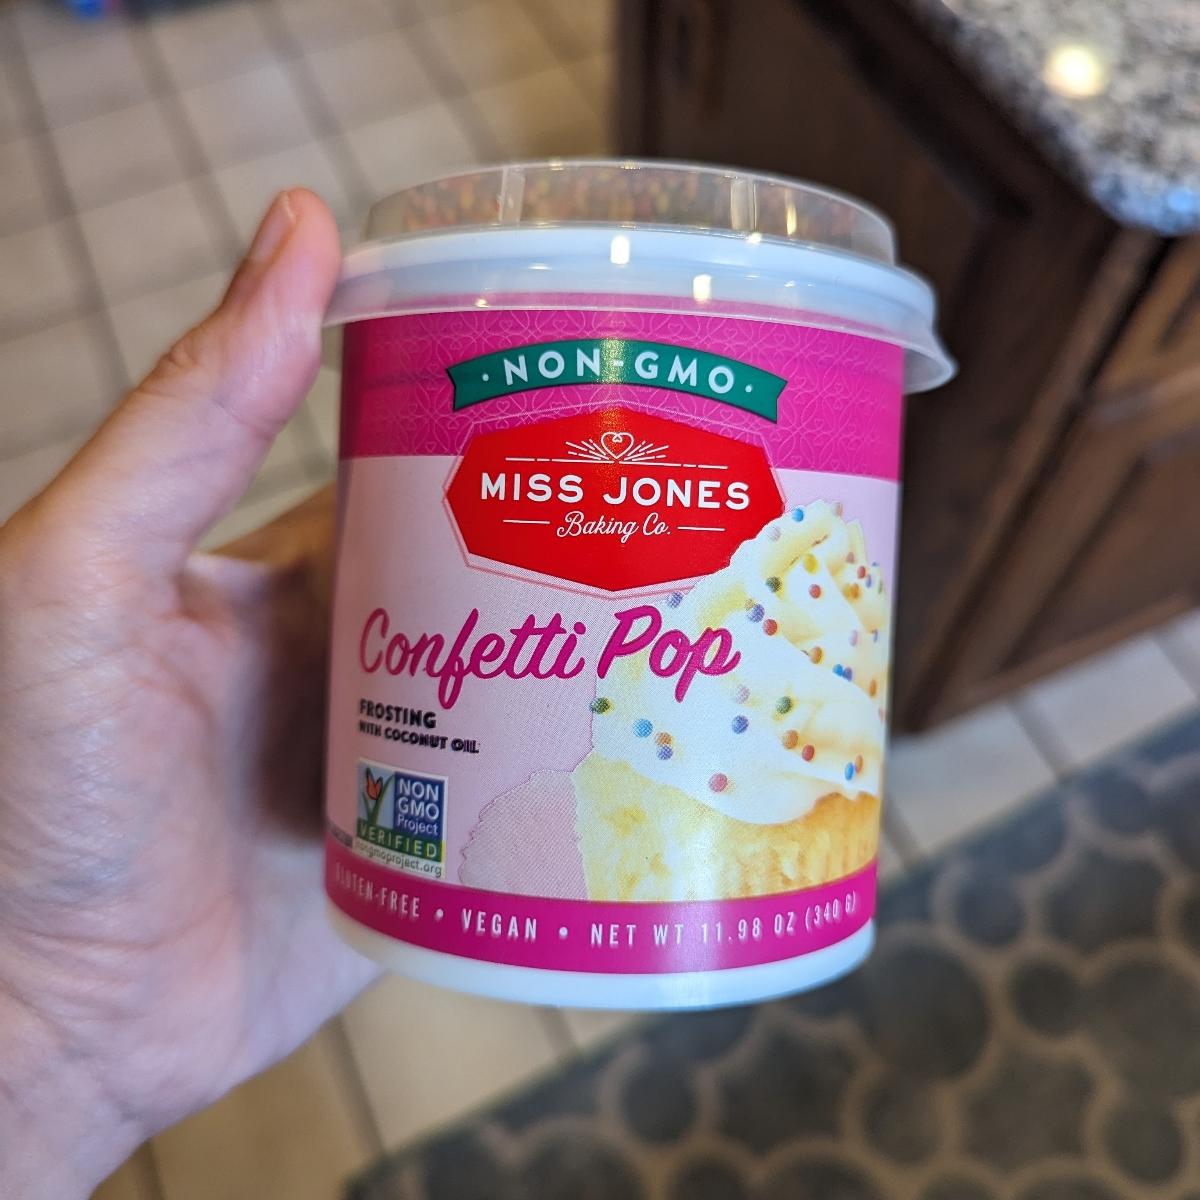 · NON-GMO ·
MISS JONES
Baking Co.
Confetti Pop
FROSTING
WITH COCONUT OIL
NON
GMO
Project
VERIFIED
nongmoproject.org
GLUTEN-FREE • VEGAN • NET WT 11.98 OZ (340 G)